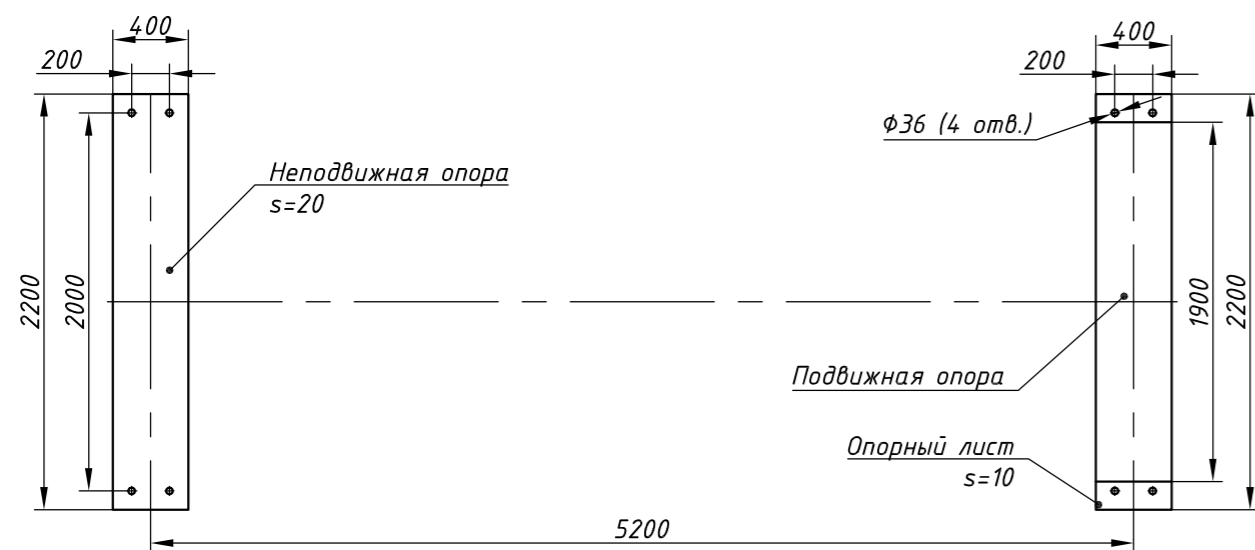 400
400
200
200
Ф36 (4 отв.)
Неподвижная опора
s=20
2200
2000
1900
2200
Подвижная опора
Опорный лист
s=10
5200